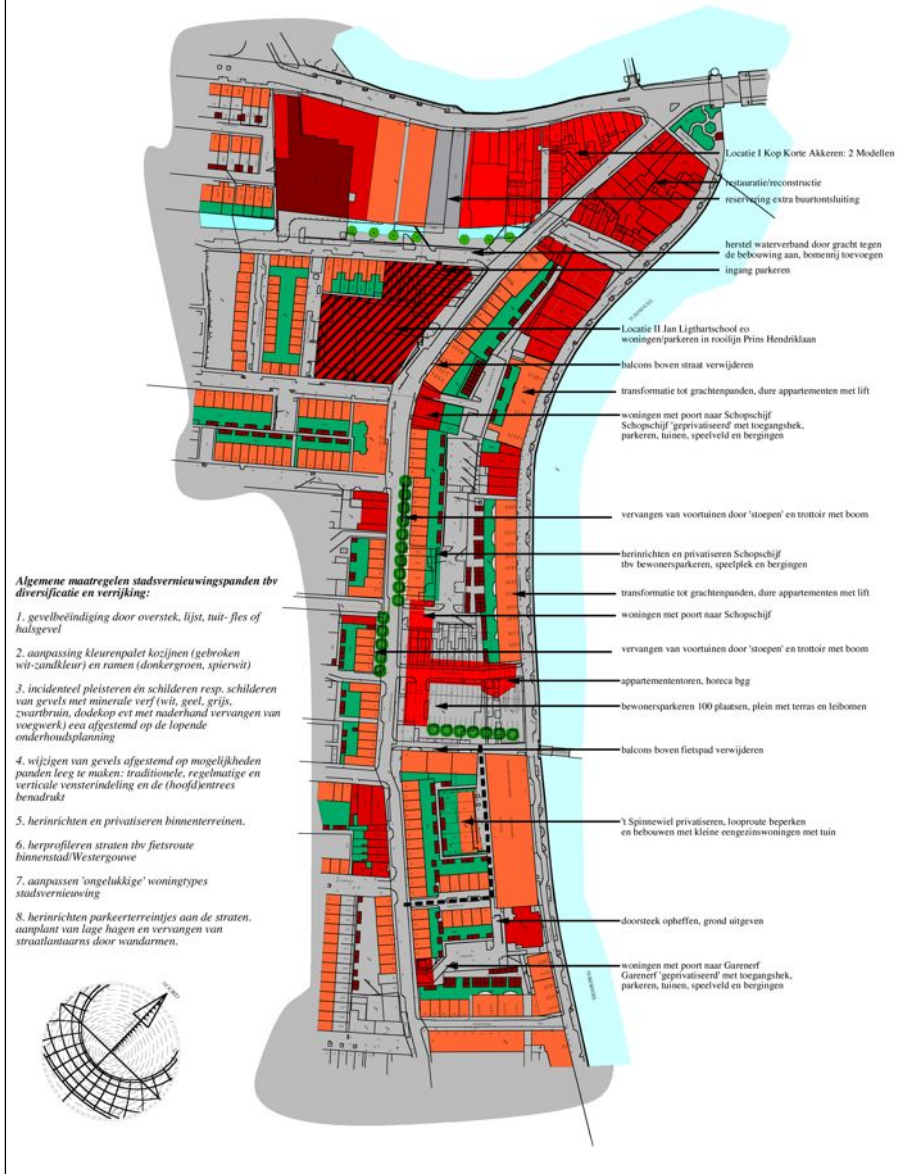 Locatie I Kop Korte Akkeren: 2 Modellen
restauratie/reconstructie
reservering extra buurtontsluiting
herstel waterverband door gracht tegen
de bebouwing aan, bomenrij toevoegen
ingang parkeren
TURFSINGEL
Locatie II Jan Ligthartschool eo
woningen/parkeren in rooilijn Prins Hendriklaan
balcons boven straat verwijderen
transformatie tot grachtenpanden, dure appartementen met lift
woningen met poort naar Schopschijf
Schopschijf 'geprivatiseerd' met toegangshek,
parkeren, tuinen, speelveld en bergingen
vervangen van voortuinen door 'stoepen' en trottoir met boom
herinrichten en privatiseren Schopschijf
tbv bewonersparkeren, speelplek en bergingen
transformatie tot grachtenpanden, dure appartementen met lift
woningen met poort naar Schopschijf
vervangen van voortuinen door 'stoepen' en trottoir met boom
appartemententoren, horeca bgg
bewonersparkeren 100 plaatsen, plein met terras en leibomen
balcons boven fietspad verwijderen
't Spinnewiel privatiseren, looproute beperken
en bebouwen met kleine eengezinswoningen met tuin
doorsteek opheffen, grond uitgeven
woningen met poort naar Garenerf
Garenerf 'geprivatiseerd' met toegangshek,
parkeren, tuinen, speelveld en bergingen
TURFSINGEL
Algemene maatregelen stadsvernieuwingspanden tbv
diversificatie en verrijking:
1. gevelbeëindiging door overstek, lijst, tuit- fles of
halsgevel
2. aanpassing kleurenpalet kozijnen (gebroken
wit-zandkleur) en ramen (donkergroen, spierwit)
3. incidenteel pleisteren én schilderen resp. schilderen
van gevels met minerale verf (wit, geel, grijs,
zwartbruin, dodekop evt met naderhand vervangen van
voegwerk) eea afgestemd op de lopende
onderhoudsplanning
4. wijzigen van gevels afgestemd op mogelijkheden
panden leeg te maken: traditionele, regelmatige en
verticale vensterindeling en de (hoofd)entrees
benadrukt
5. herinrichten en privatiseren binnenterreinen.
6. herprofileren straten tbv fietsroute
binnenstad/Westergouwe
7. aanpassen 'ongelukkige' woningtypes
stadsvernieuwing
8. herinrichten parkeerterreintjes aan de straten.
aanplant van lage hagen en vervangen van
straatlantaarns door wandarmen.
NOORD